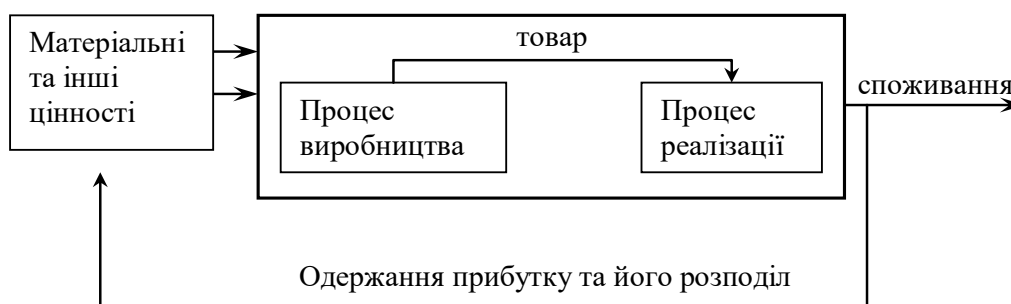 Матеріальні
та інші
цінності
товар
Процес
виробництва
Процес
реалізації
споживання
Одержання прибутку та його розподіл